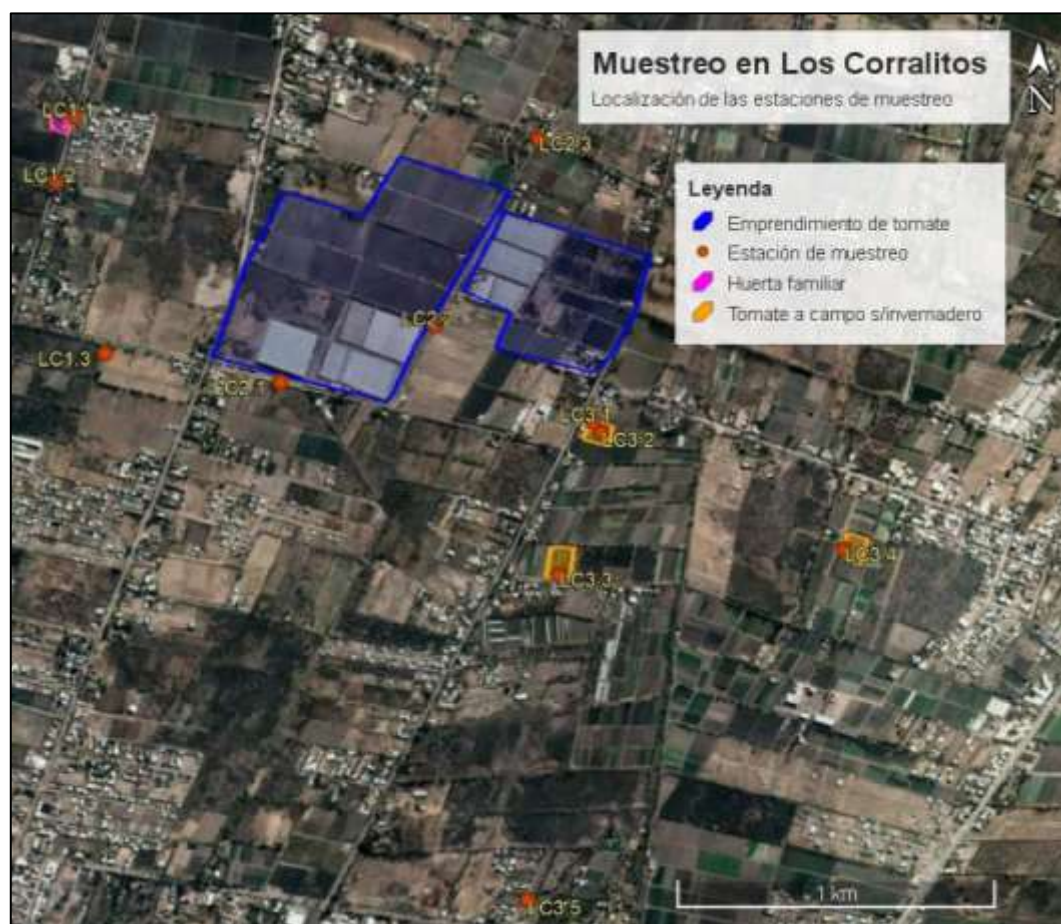 Muestreo en Los Corralitos
Localización de las estaciones de muestreo
N
Leyenda
Emprendimiento de tomate
Estación de muestreo
Huerta familiar
Tomate a campo s/invernadero
LC1.1
LC2.3
LC1.2
LC1.3
LC2.1
LC3.1
LC3.2
LC3.4
LC3.3
LC3.5
1 km